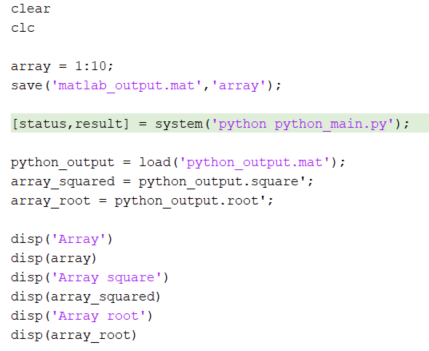 clear
clc
array = 1:10;
save('matlab_output.mat','array');
[status,result] = system('python python_main.py');
python_output = load('python_output.mat');
array_squared = python_output.square';
array_root = python_output.root';
disp('Array')
disp(array)
disp('Array square')
disp(array_squared)
disp('Array root')
disp(array_root)